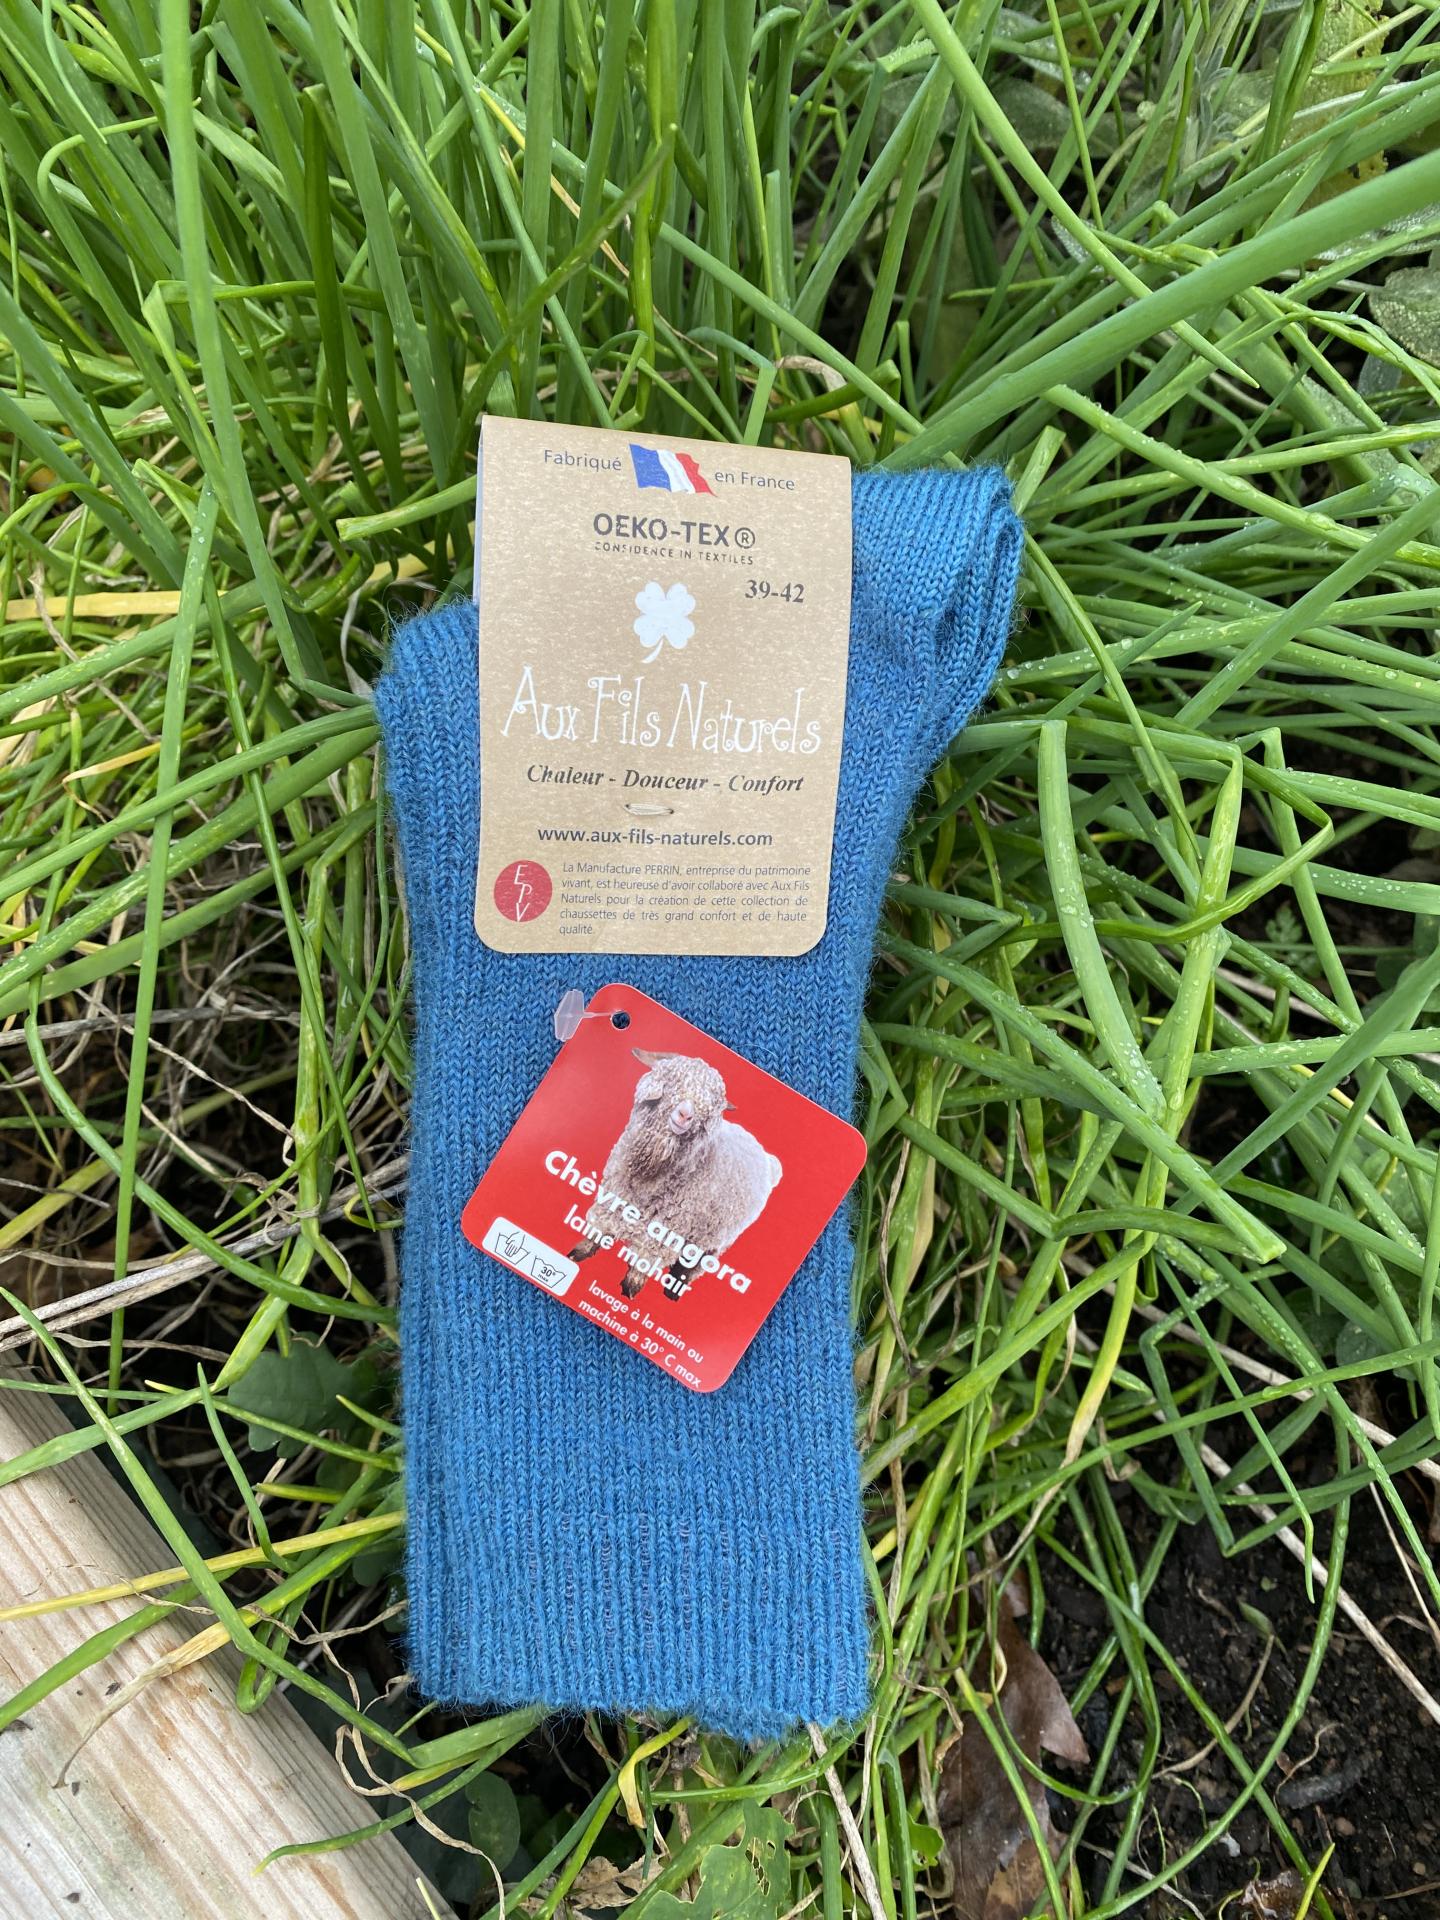 Fabriqué en France
OEKO-TEX®
CONFIDENCE IN TEXTILES
39-42
Aux Fils Naturels
Chaleur - Douceur - Confort
www.aux-fils-naturels.com
EPV
La Manufacture PERRIN, entreprise du patrimoine
vivant, est heureuse d'avoir collaboré avec Aux Fils
Naturels pour la création de cette collection de
chaussettes de très grand confort et de haute
qualité.
chèvre angora
laine mohair
30°
max
lavage à la main ou
machine à 30° C max